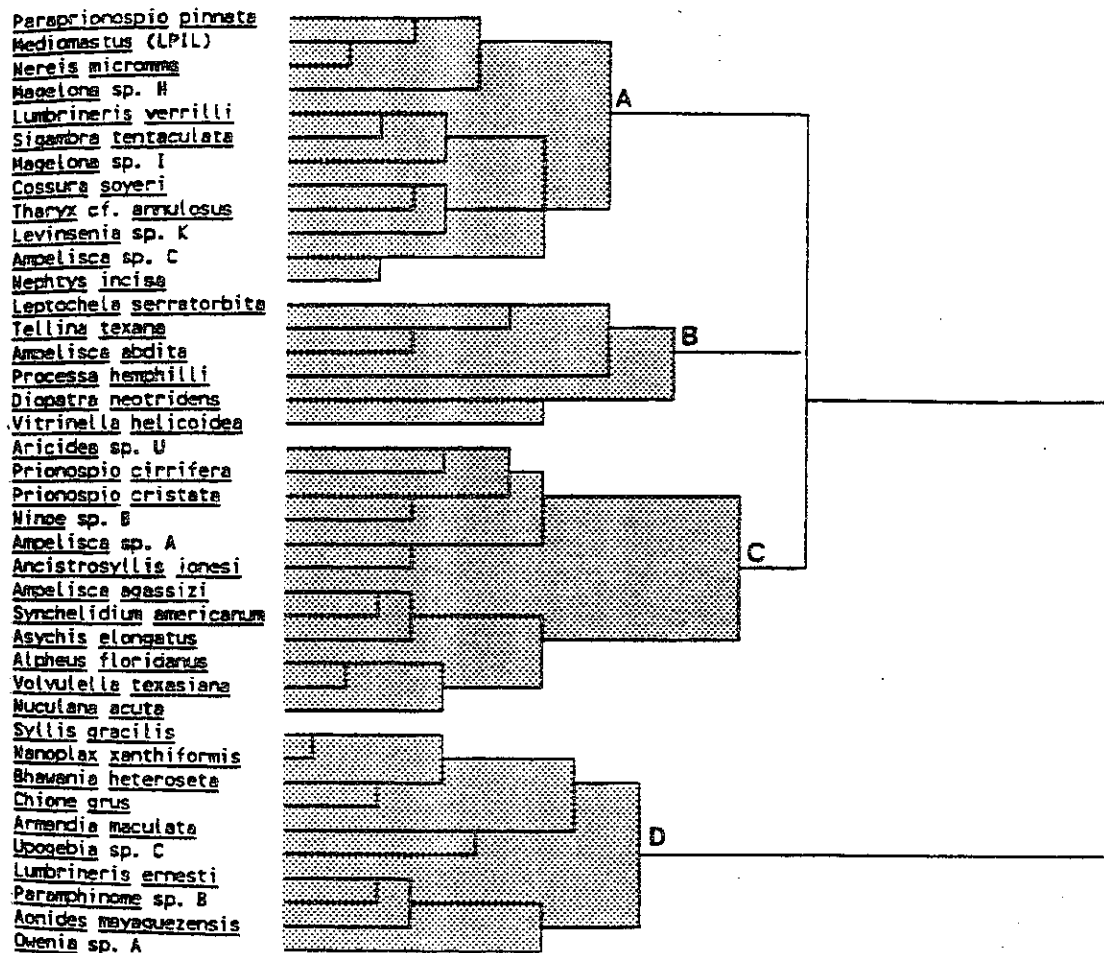 Paraprionospio pinnata
Mediomastus (LPIL)
Nereis micromma
Magelona sp. H
Lumbrineris verrilli
Sigambra tentaculata
Magelona sp. I
Cossura soyeri
Tharyx cf. annulosus
Levinsenia sp. K
Ampelisca sp. C
Nephtys incisa
Leptochela serratorbita
Tellina texana
Ampelisca abdita
Processa hemphilli
Diopatra neotridens
Vitrinella helicoidea
Aricidea sp. U
Prionospio cirrifera
Prionospio cristata
Ninoe sp. B
Ampelisca sp. A
Ancistrosyllis jonesi
Ampelisca agassizi
Synchelidium americanum
Asychis elongatus
Alpheus floridanus
Volvulella texasiana
Nuculana acuta
Syllis gracilis
Nanoplax xanthiformis
Bhawania heteroseta
Chione grus
Armandia maculata
Upogebia sp. C
Lumbrineris ernesti
Paramphinome sp. B
Aonides mayaguezensis
Owenia sp. A
A
B
C
D